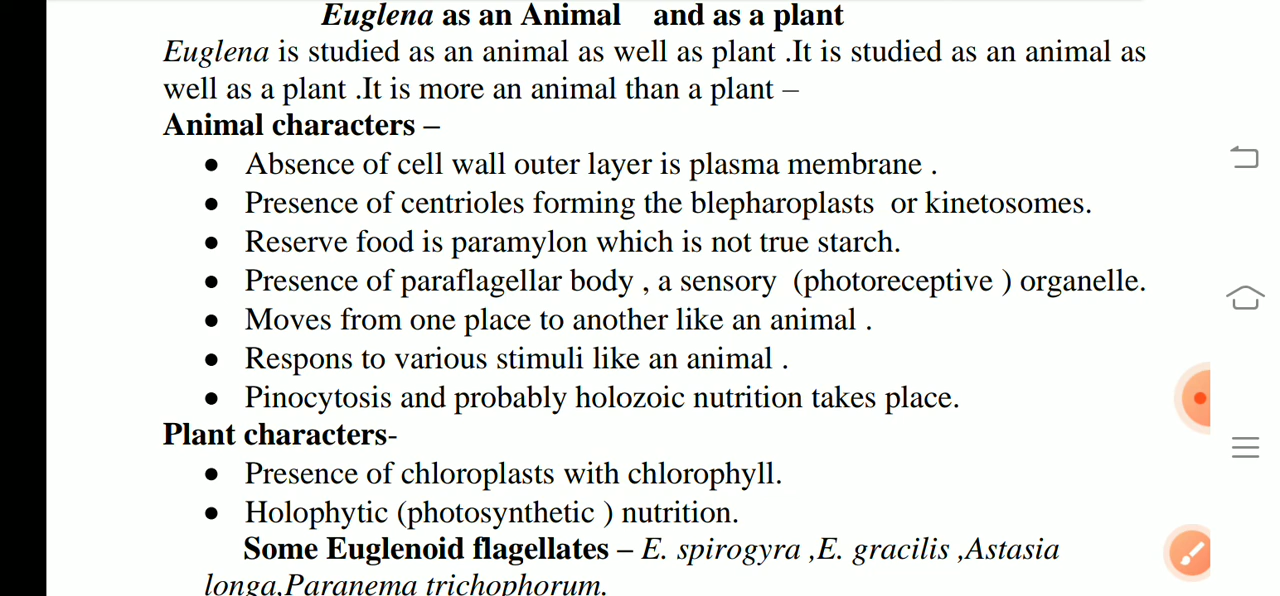 Euglena as an Animal and as a plant
Euglena is studied as an animal as well as plant .It is studied as an animal as
well as a plant .It is more an animal than a plant –
Animal characters –
● Absence of cell wall outer layer is plasma membrane .
● Presence of centrioles forming the blepharoplasts or kinetosomes.
● Reserve food is paramylon which is not true starch.
● Presence of paraflagellar body , a sensory (photoreceptive ) organelle.
● Moves from one place to another like an animal .
● Respons to various stimuli like an animal .
● Pinocytosis and probably holozoic nutrition takes place.
Plant characters-
● Presence of chloroplasts with chlorophyll.
● Holophytic (photosynthetic ) nutrition.
Some Euglenoid flagellates – E. spirogyra ,E. gracilis ,Astasia
longa,Paranema trichophorum.